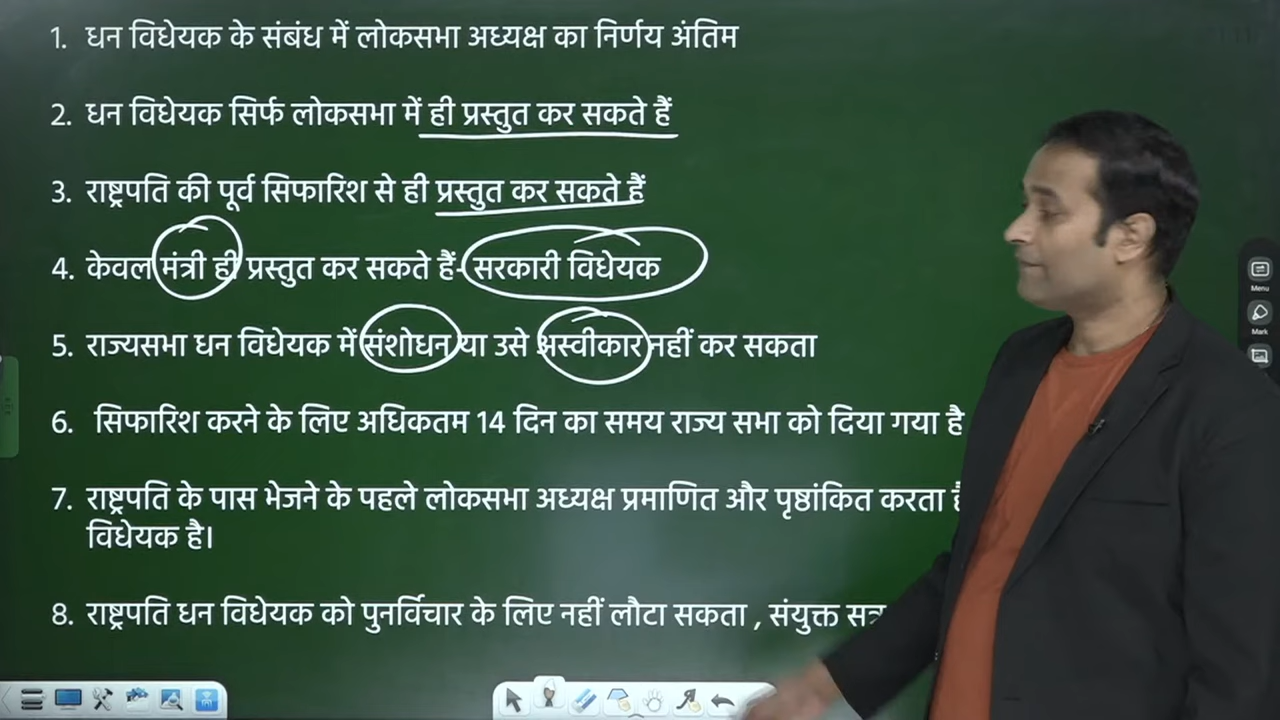 1. धन विधेयक के संबंध में लोकसभा अध्यक्ष का निर्णय अंतिम
2. धन विधेयक सिर्फ लोकसभा में ही प्रस्तुत कर सकते हैं
3. राष्ट्रपति की पूर्व सिफारिश से ही प्रस्तुत कर सकते हैं
4. केवल मंत्री ही प्रस्तुत कर सकते हैं- सरकारी विधेयक
5. राज्यसभा धन विधेयक में संशोधन या उसे अस्वीकार नहीं कर सकता
6. सिफारिश करने के लिए अधिकतम 14 दिन का समय राज्य सभा को दिया गया है
7. राष्ट्रपति के पास भेजने के पहले लोकसभा अध्यक्ष प्रमाणित और पृष्ठांकित करता
विधेयक है।
8. राष्ट्रपति धन विधेयक को पुनर्विचार के लिए नहीं लौटा सकता , संयुक्त
Menu
Mark